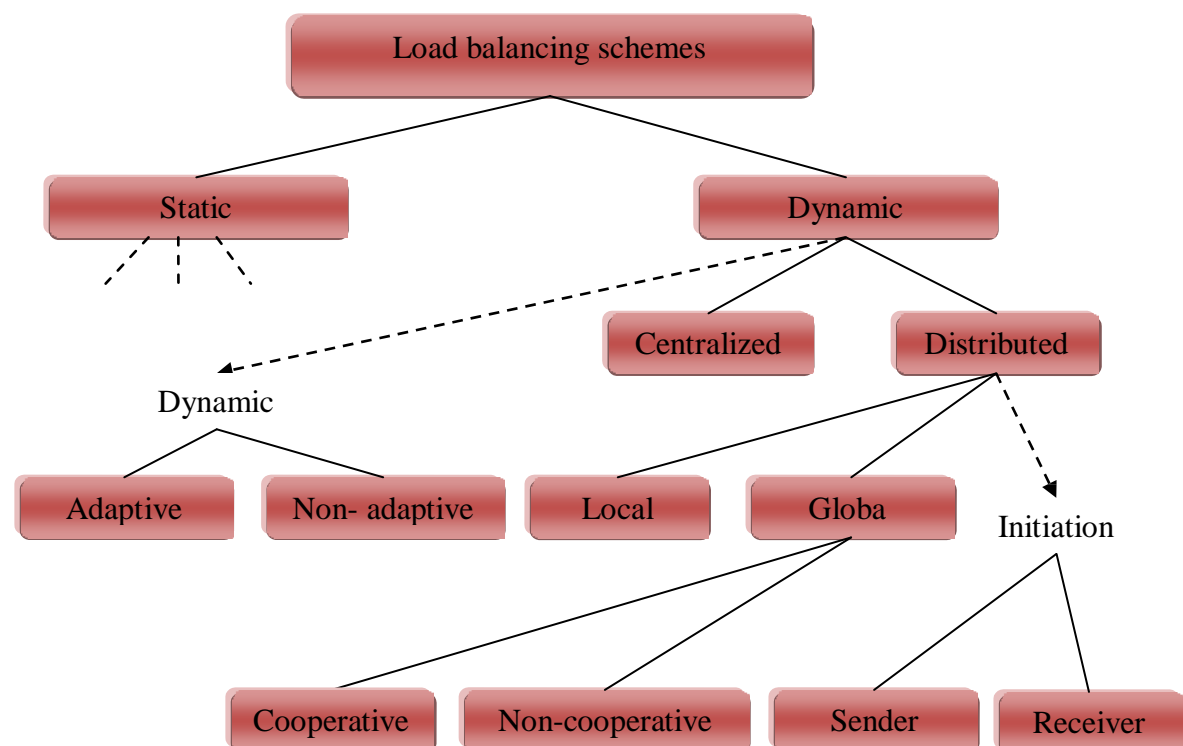 Load balancing schemes
Static
Dynamic
Centralized
Distributed
Dynamic
Adaptive
Non- adaptive
Local
Globa
Initiation
Cooperative
Non-cooperative
Sender
Receiver